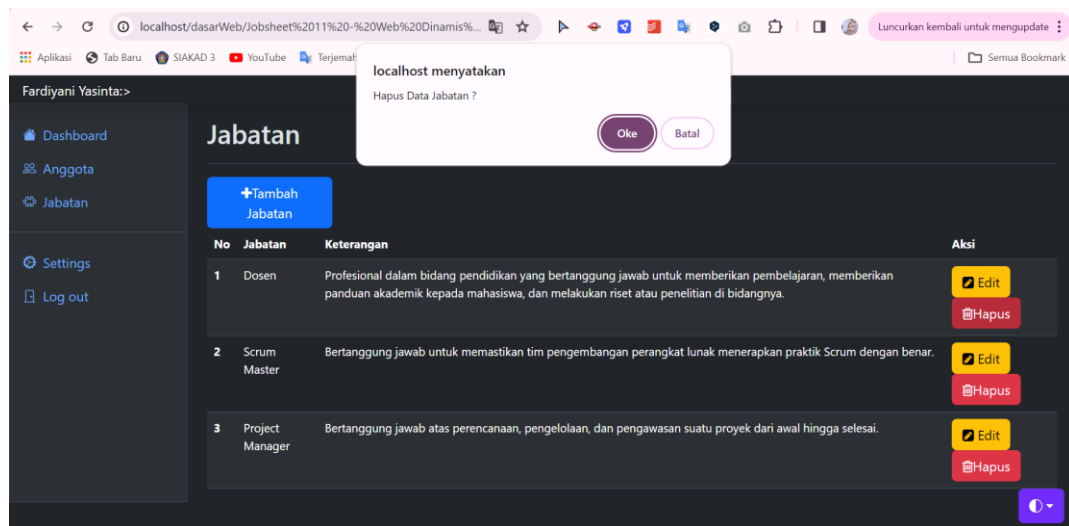 localhost/dasarWeb/Jobsheet%2011%20-%20Web%20Dinamis%...
Luncurkan kembali untuk mengupdate
Aplikasi
Tab Baru
SIAKAD 3
YouTube
Terjemah
Semua Bookmark
localhost menyatakan
Hapus Data Jabatan ?
Oke
Batal
Fardiyani Yasinta:>
Dashboard
Anggota
Jabatan
Settings
Log out
Jabatan
Tambah
Jabatan
No Jabatan Keterangan Aksi
1 Dosen Profesional dalam bidang pendidikan yang bertanggung jawab untuk memberikan pembelajaran, memberikan
panduan akademik kepada mahasiswa, dan melakukan riset atau penelitian di bidangnya.
Edit
Hapus
2 Scrum
Master
Bertanggung jawab untuk memastikan tim pengembangan perangkat lunak menerapkan praktik Scrum dengan benar.
Edit
Hapus
3 Project
Manager
Bertanggung jawab atas perencanaan, pengelolaan, dan pengawasan suatu proyek dari awal hingga selesai.
Edit
Hapus